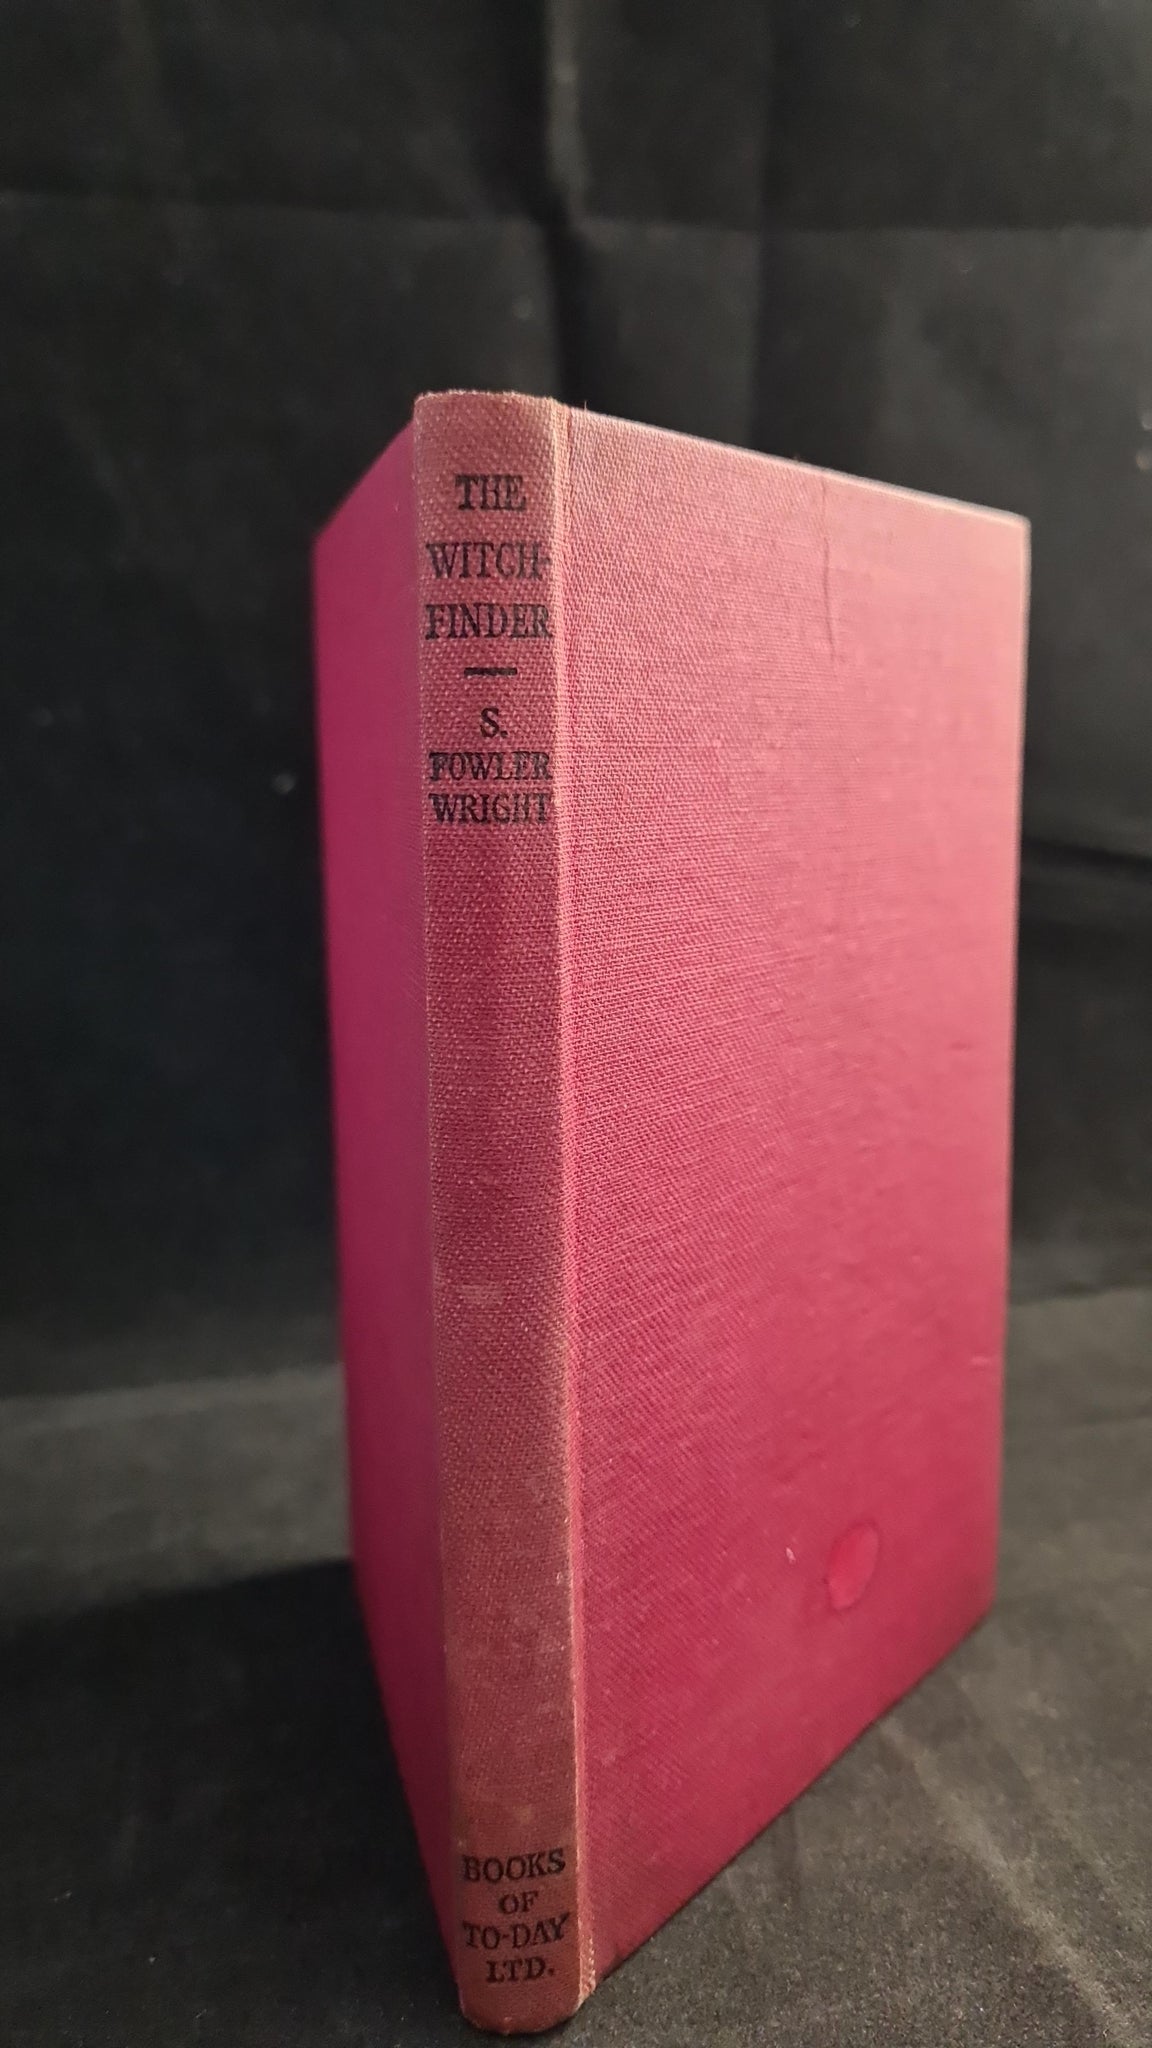 THE
WITCH-
FINDER
S.
FOWLER
WRIGHT
BOOKS
OF
TO-DAY
LTD.